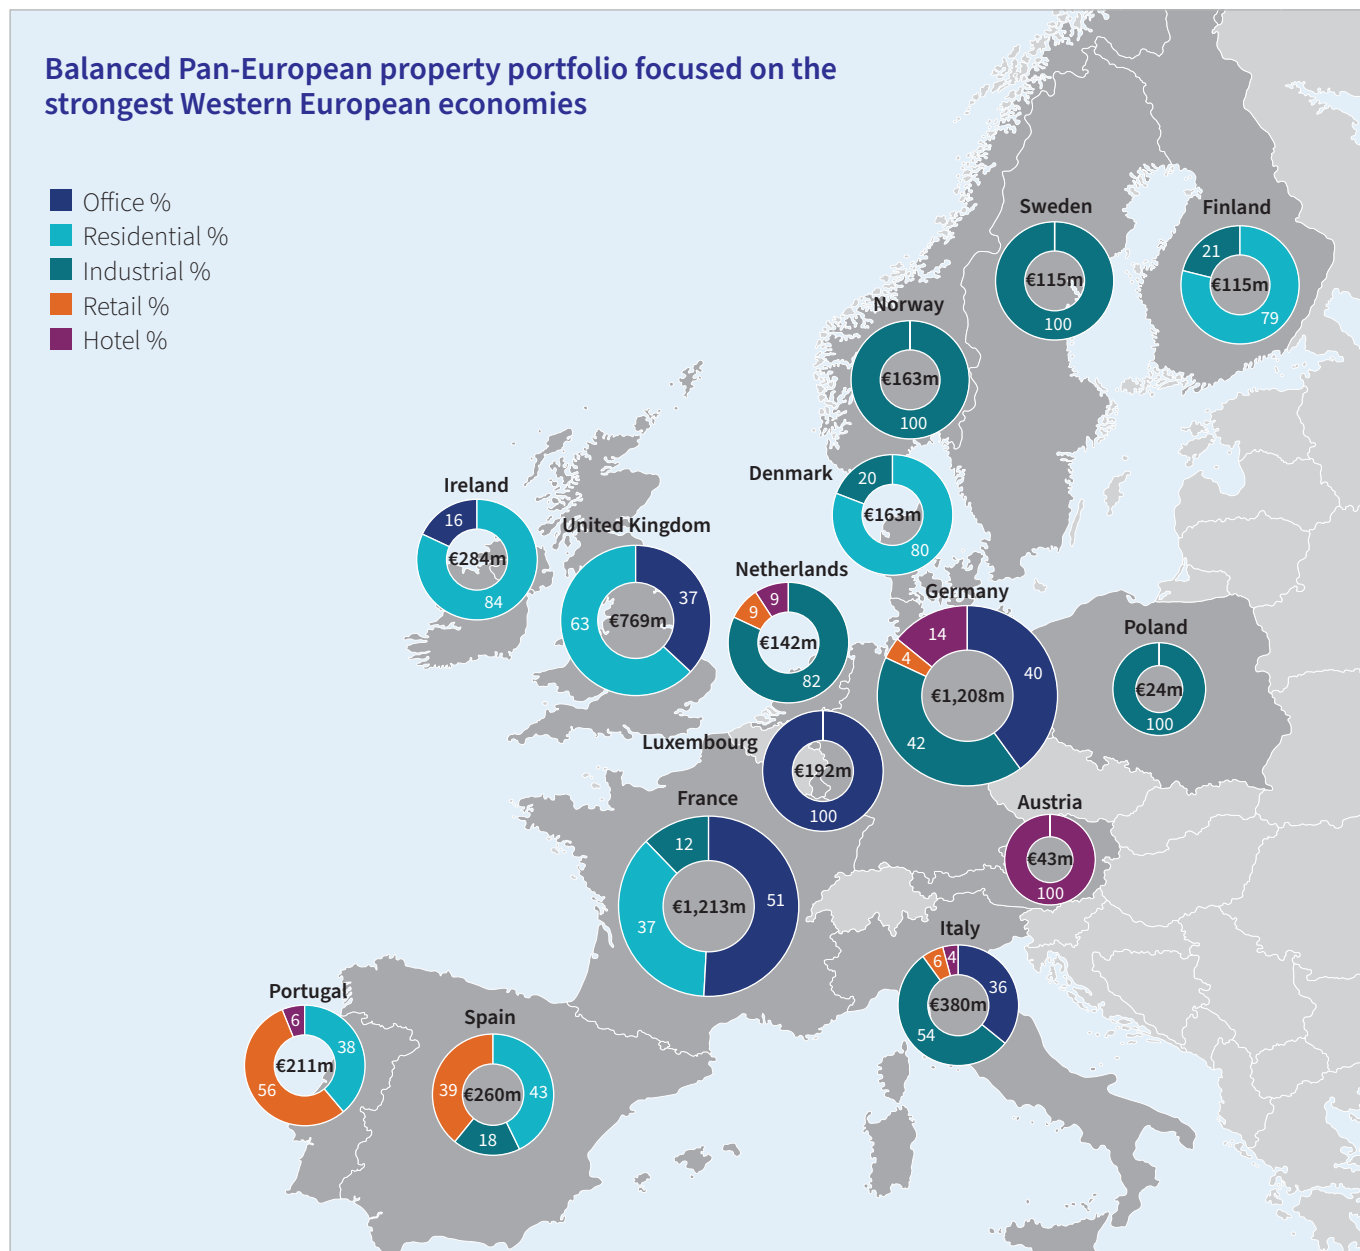 Balanced Pan-European property portfolio focused on the
strongest Western European economies
Office %
Residential %
Industrial %
Retail %
Hotel %
Sweden
€115m
100
Finland
21
€115m
79
Norway
€163m
100
Denmark
20
€163m
80
Ireland
16
€284m
84
United Kingdom
37
€769m
63
Netherlands
9
9
€142m
82
Germany
14
4
40
€1,208m
42
Poland
€24m
100
Luxembourg
€192m
100
France
12
€1,213m
51
37
Austria
€43m
100
Italy
6
4
36
€380m
54
Portugal
6
38
€211m
56
Spain
39
€260m
43
18